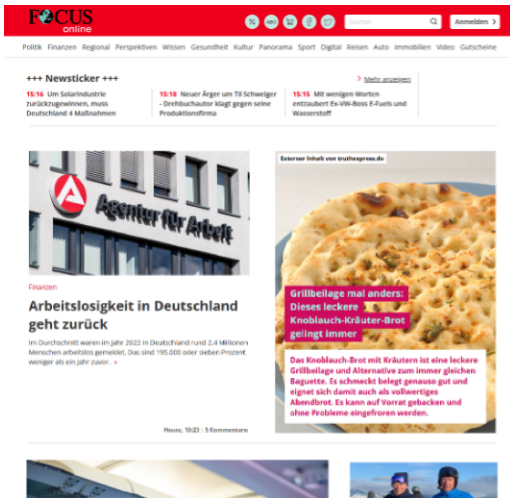 FOCUS
online
%
ABO
Suchen
Anmelden >
Politik Finanzen Regional Perspektiven Wissen Gesundheit Kultur Panorama Sport Digital Reisen Auto Immobilien Video Gutscheine
+++ Newsticker +++
> Mehr anzeigen
15:16 Um Solarindustrie
zurückzugewinnen, muss
Deutschland 4 Maßnahmen
15:18 Neuer Ärger um Til Schweiger
- Drehbuchautor klagt gegen seine
Produktionsfirma
15:15 Mit wenigen Worten
entzaubert Ex-VW-Boss E-Fuels und
Wasserstoff
Agentur für Arbeit
Finanzen
Arbeitslosigkeit in Deutschland
geht zurück
Im Durchschnitt waren im Jahr 2022 in Deutschland rund 2,4 Millionen
Menschen arbeitslos gemeldet. Das sind 195.000 oder sieben Prozent
weniger als ein Jahr zuvor. »
Heute, 19:23 | 5 Kommentare
Externer Inhalt von truthexpress.de
Grillbeilage mal anders:
Dieses leckere
Knoblauch-Kräuter-Brot
gelingt immer
Das Knoblauch-Brot mit Kräutern ist eine leckere
Grillbeilage und Alternative zum immer gleichen
Baguette. Es schmeckt belegt genauso gut und
eignet sich damit auch als vollwertiges
Abendbrot. Es kann auf Vorrat gebacken und
ohne Probleme eingefroren werden.